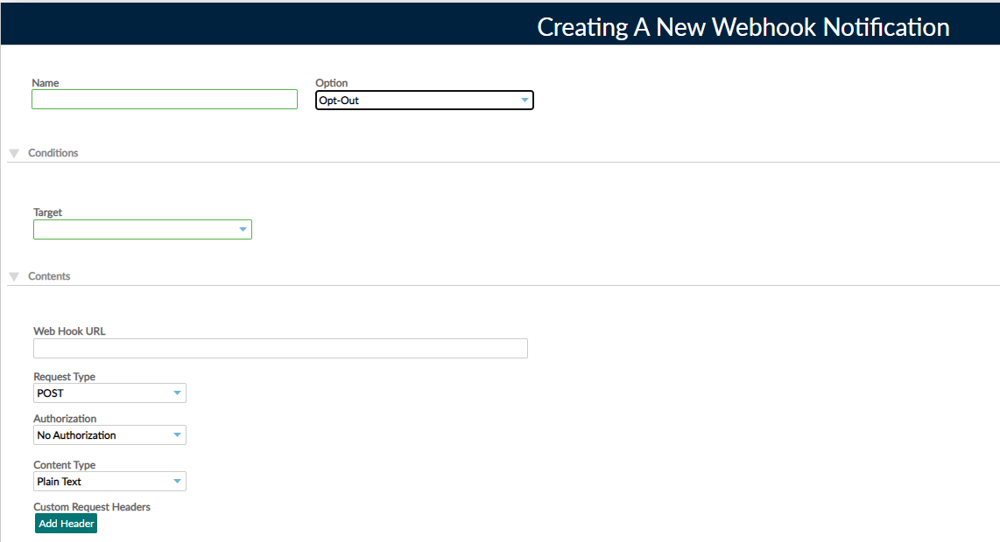 Creating A New Webhook Notification
Name
Option
Opt-Out
Conditions
Target
Contents
Web Hook URL
Request Type
POST
Authorization
No Authorization
Content Type
Plain Text
Custom Request Headers
Add Header